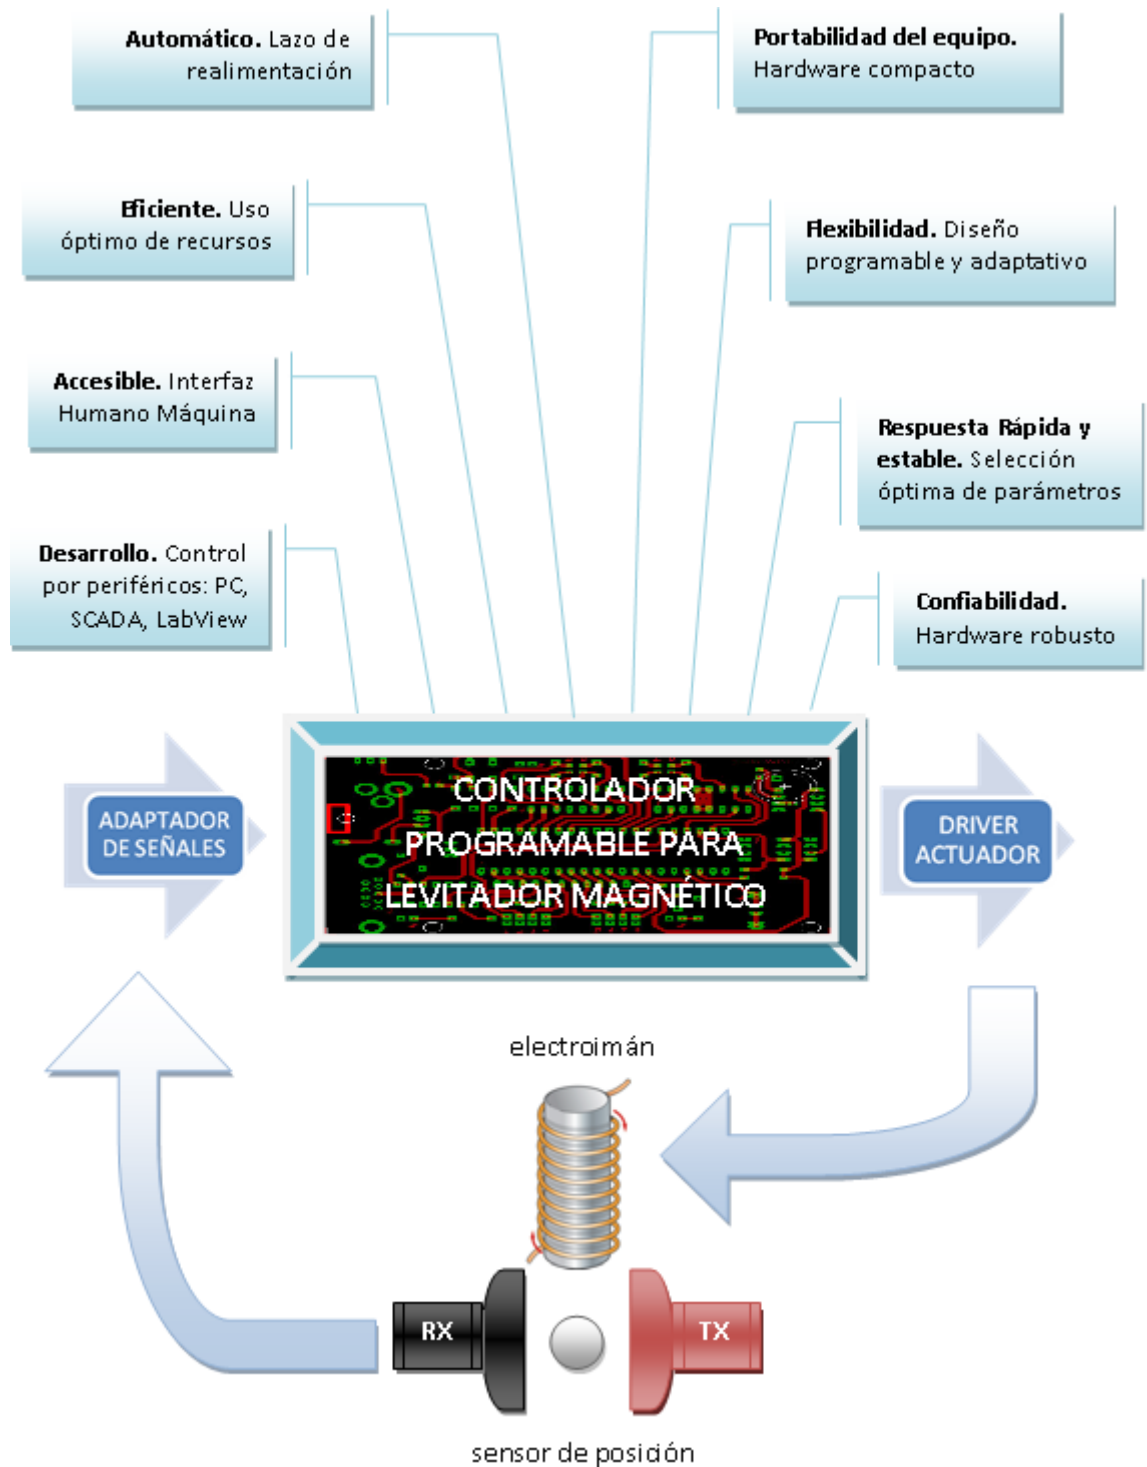 Automático. Lazo de
realimentación
Portabilidad del equipo.
Hardware compacto
Eficiente. Uso
óptimo de recursos
Flexibilidad. Diseño
programable y adaptativo
Accesible. Interfaz
Humano Máquina
Respuesta Rápida y
estable. Selección
óptima de parámetros
Desarrollo. Control
por periféricos: PC,
SCADA, LabView
Confiabilidad.
Hardware robusto
ADAPTADOR
DE SEÑALES
CONTROLADOR
PROGRAMABLE PARA
LEVITADOR MAGNÉTICO
DRIVER
ACTUADOR
electroimán
RX
TX
sensor de posición